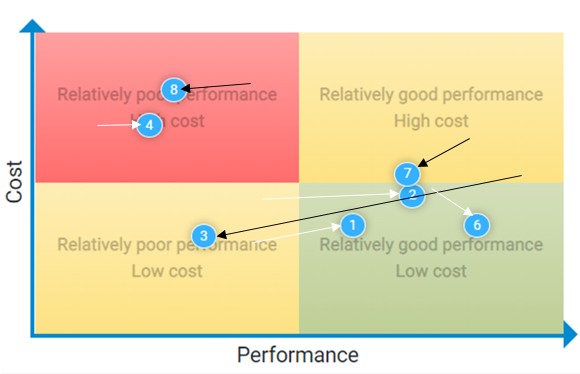 Relatively poor performance
High cost
Relatively good performance
High cost
8
4
7
2
3
1
6
Relatively poor performance
Low cost
Relatively good performance
Low cost
Cost
Performance